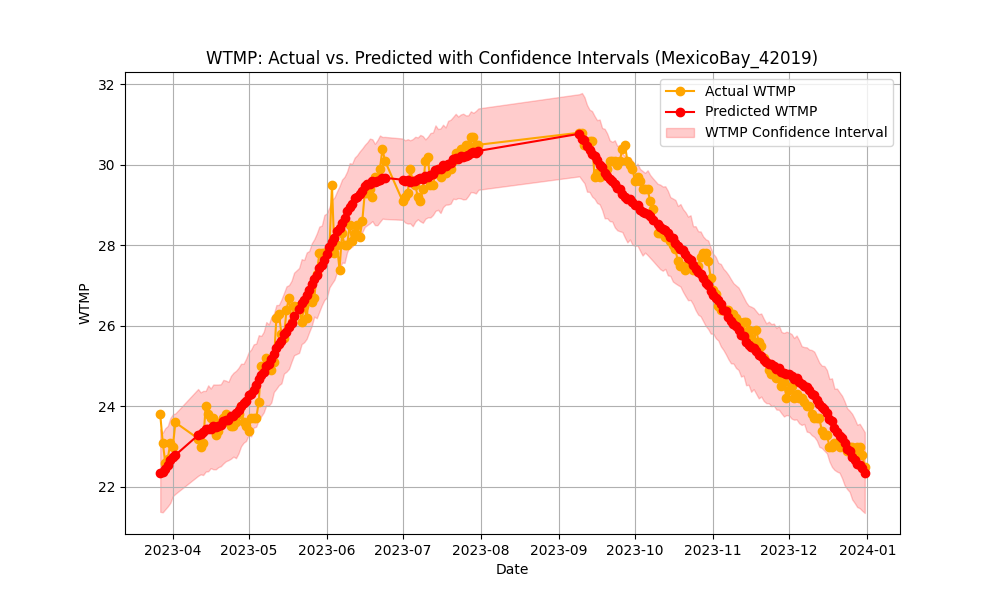 WTMP: Actual vs. Predicted with Confidence Intervals (MexicoBay_42019)
Actual WTMP
Predicted WTMP
WTMP Confidence Interval
32
30
28
26
24
22
WTMP
2023-04
2023-05
2023-06
2023-07
2023-08
2023-09
2023-10
2023-11
2023-12
2024-01
Date